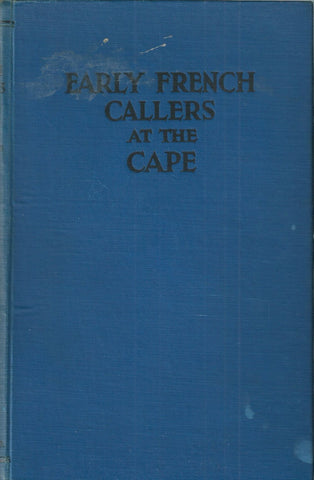 EARLY FRENCH
CALLERS
AT THE
CAPE